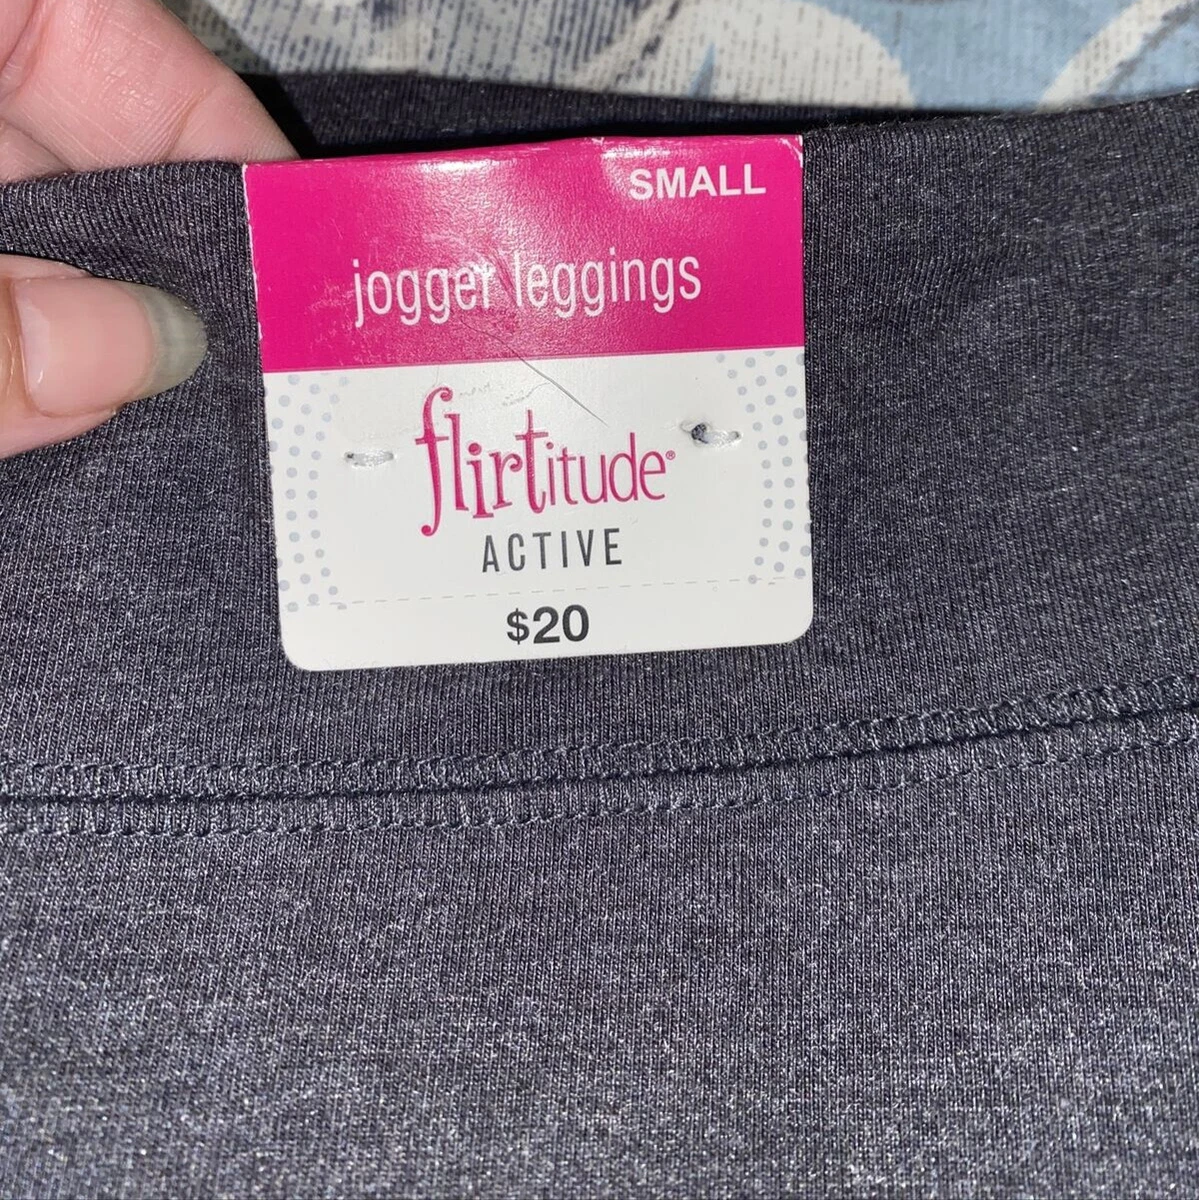 SMALL
jogger leggings
flirtitude®
ACTIVE
$20